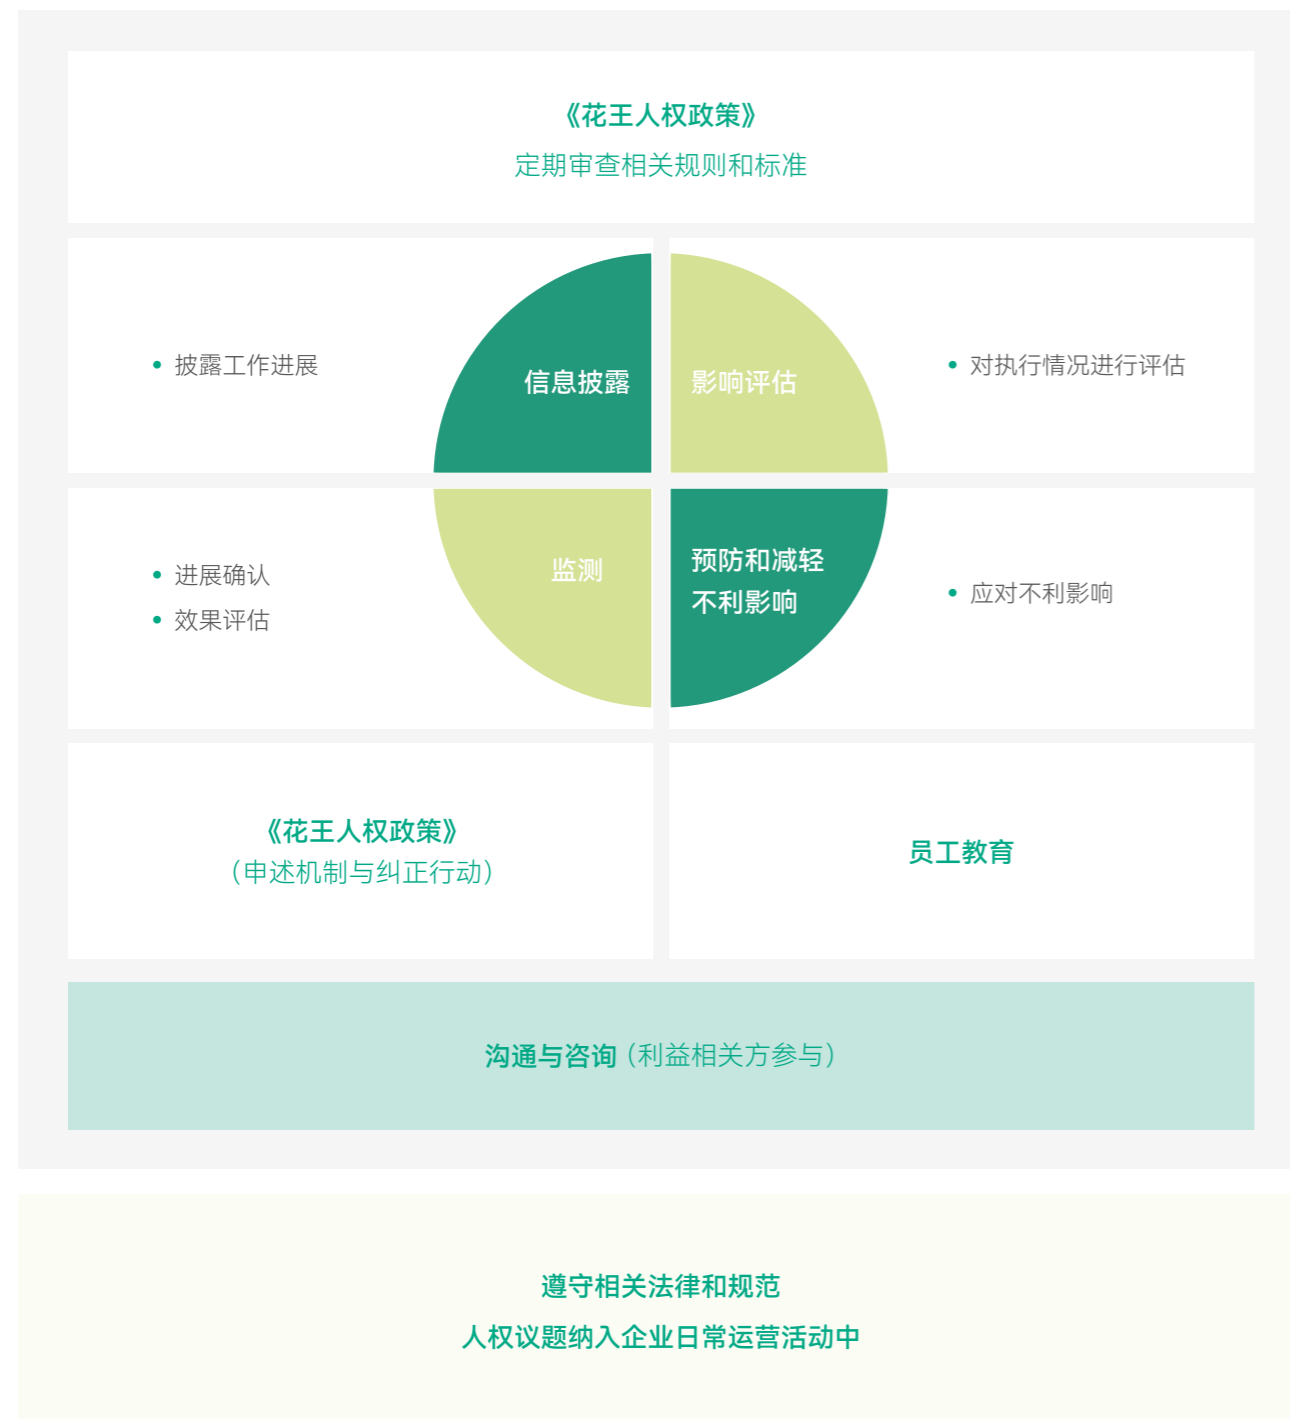 《花王人权政策》
定期审查相关规则和标准
• 披露工作进展
信息披露
影响评估
• 对执行情况进行评估
• 进展确认
• 效果评估
监测
预防和减轻
不利影响
• 应对不利影响
《花王人权政策》
（申述机制与纠正行动）
员工教育
沟通与咨询（利益相关方参与）
遵守相关法律和规范
人权议题纳入企业日常运营活动中